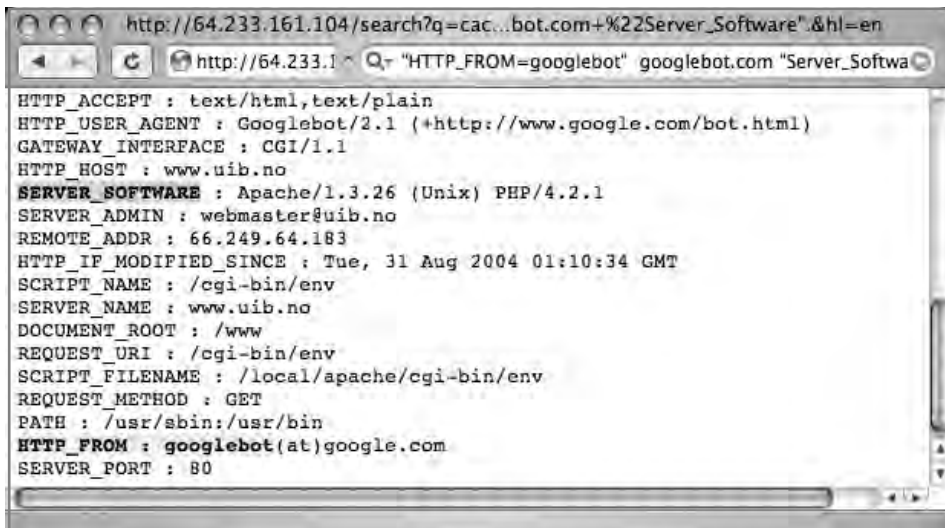 http://64.233.161.104/search?q=cac...bot.com+%22Server_Software".&hl=en
http://64.233.1 Q "HTTP_FROM=googlebot" googlebot.com "Server_Softwa
HTTP_ACCEPT : text/html,text/plain
HTTP_USER_AGENT : Googlebot/2.1 (+http://www.google.com/bot.html)
GATEWAY_INTERFACE : CGI/1.1
HTTP_HOST : www.uib.no
SERVER_SOFTWARE : Apache/1.3.26 (Unix) PHP/4.2.1
SERVER_ADMIN : webmaster@uib.no
REMOTE_ADDR : 66.249.64.183
HTTP_IF_MODIFIED_SINCE : Tue, 31 Aug 2004 01:10:34 GMT
SCRIPT_NAME : /cgi-bin/env
SERVER_NAME : www.uib.no
DOCUMENT_ROOT : /www
REQUEST_URI : /cgi-bin/env
SCRIPT_FILENAME : /local/apache/cgi-bin/env
REQUEST_METHOD : GET
PATH : /usr/sbin:/usr/bin
HTTP_FROM : googlebot(at)google.com
SERVER_PORT : 80